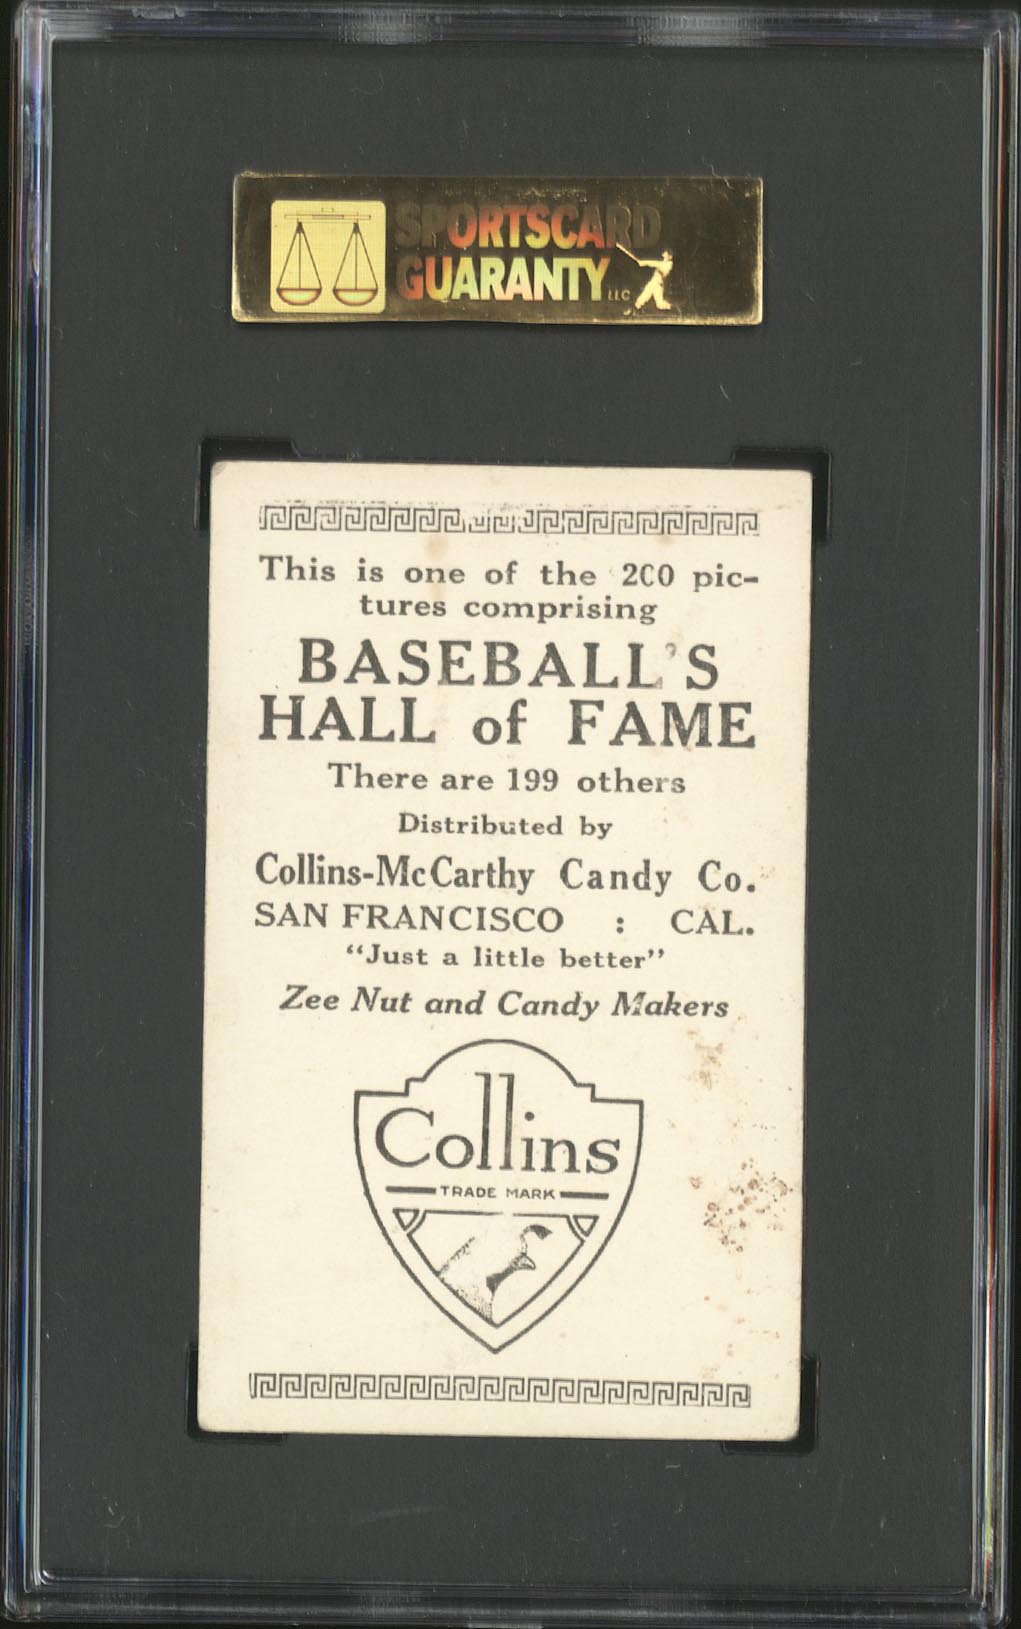 SPORTSCARD
GUARANTY LLC
This is one of the 200 pic-
tures comprising
BASEBALL'S
HALL of FAME
There are 199 others
Distributed by
Collins-McCarthy Candy Co.
SAN FRANCISCO : CAL.
“Just a little better”
Zee Nut and Candy Makers
Collins
TRADE MARK